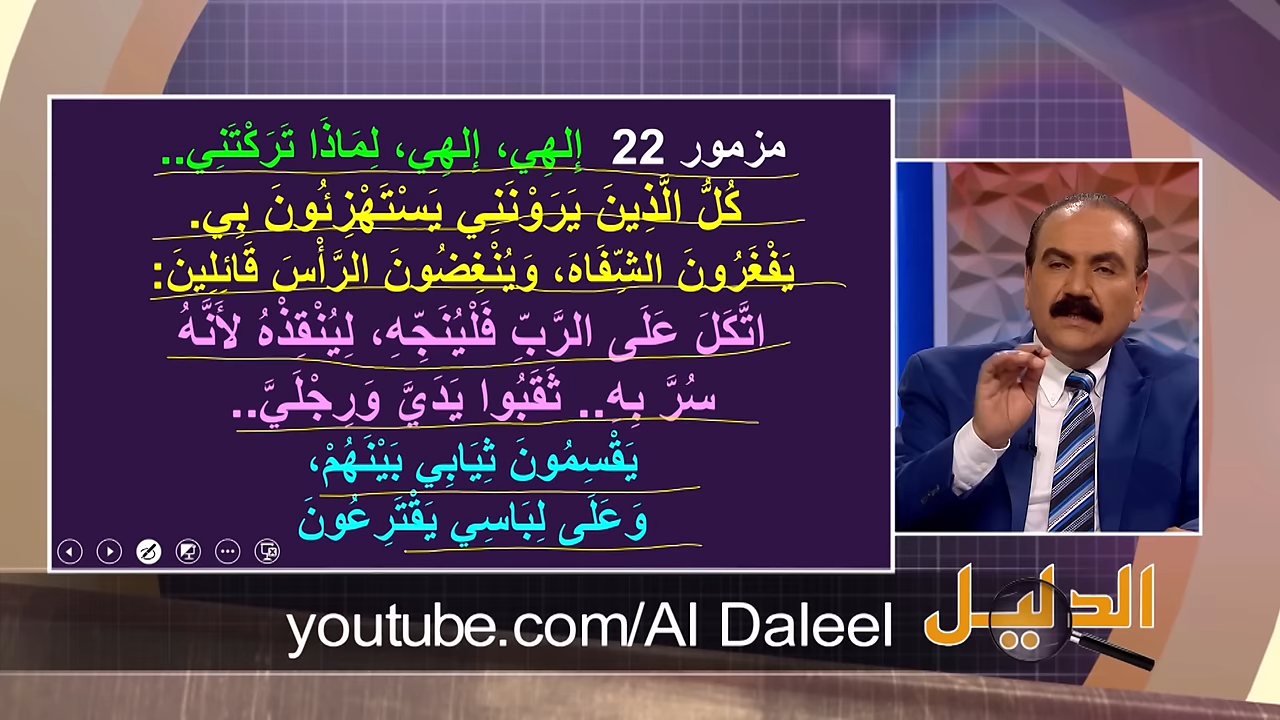 مزمور 22 إِلهِي، إِلهِي، لِمَاذَا تَرَكْتَنِي..
كُلُّ الَّذِينَ يَرَوْنَنِي يَسْتَهْزِئُونَ بِي.
يَفْغَرُونَ الشِّفَاهَ، وَيُنْغِضُونَ الرَّأْسَ قَائِلِينَ:
اتَّكَلَ عَلَى الرَّبِّ فَلْيُنَجِّهِ، لِيُنْقِذْهُ لأَنَّهُ
سُرَّ بِهِ.. ثَقَبُوا يَدَيَّ وَرِجْلَيَّ..
يَقْسِمُونَ ثِيَابِي بَيْنَهُمْ،
وَعَلَى لِبَاسِي يَقْتَرِعُونَ
youtube.com/Al Daleel
الدليل